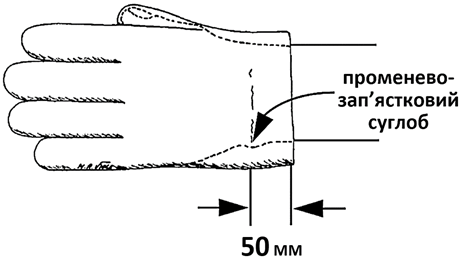 променево-
зап’ястковий
суглоб
50 мм